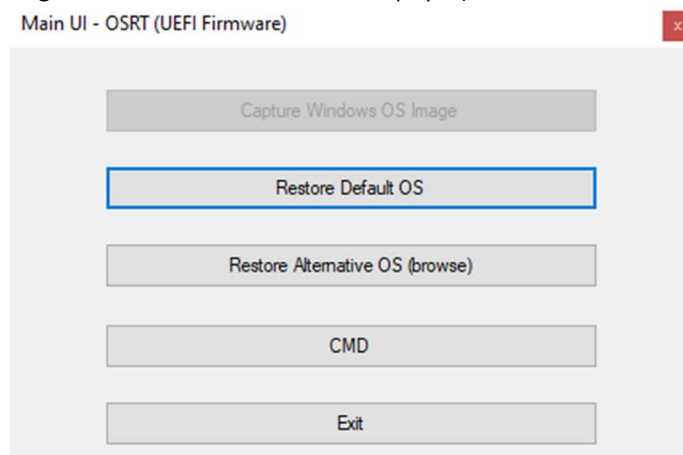 Main UI - OSRT (UEFI Firmware)
x
Capture Windows OS Image
Restore Default OS
Restore Alternative OS (browse)
CMD
Exit